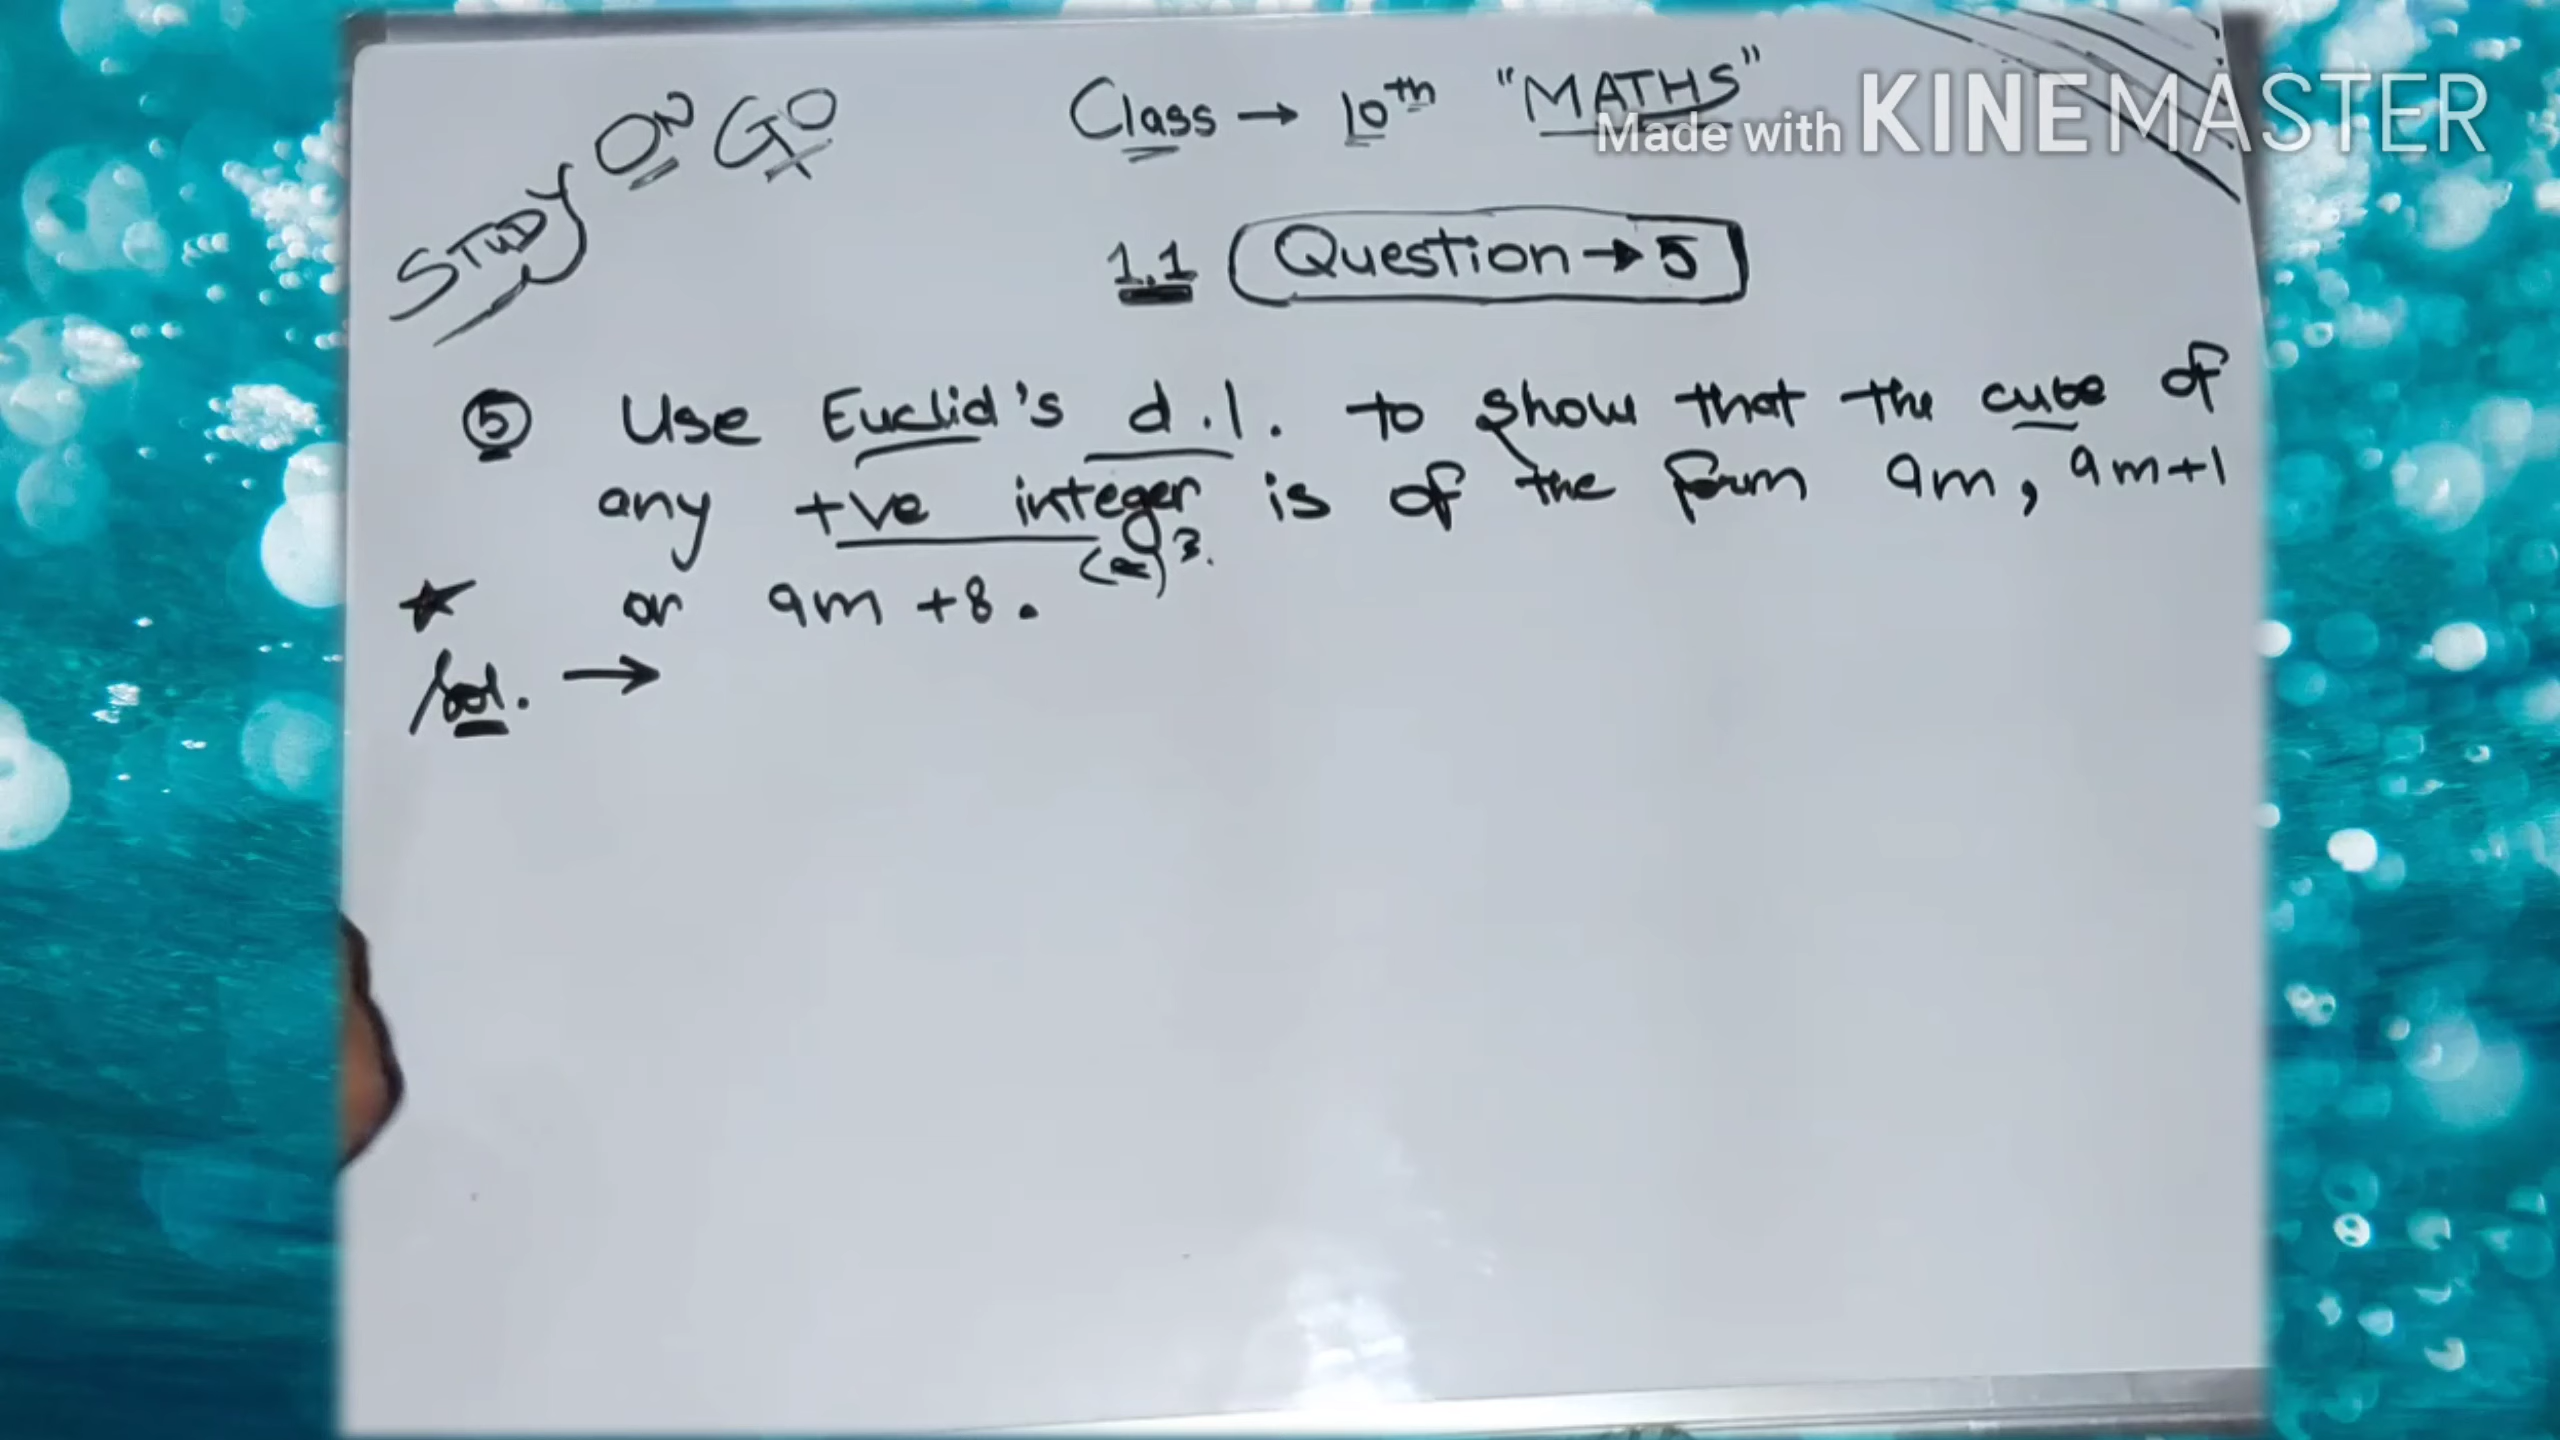 STUDY ON GO
Class → 10th "MATHS"
Made with KINEMASTER
1.1 Question → 5
5 Use Euclid's d.l. to show that the cube of
any +ve integer is of the form 9m, 9m+1
(x)3.
or 9m +8.
Sol. →